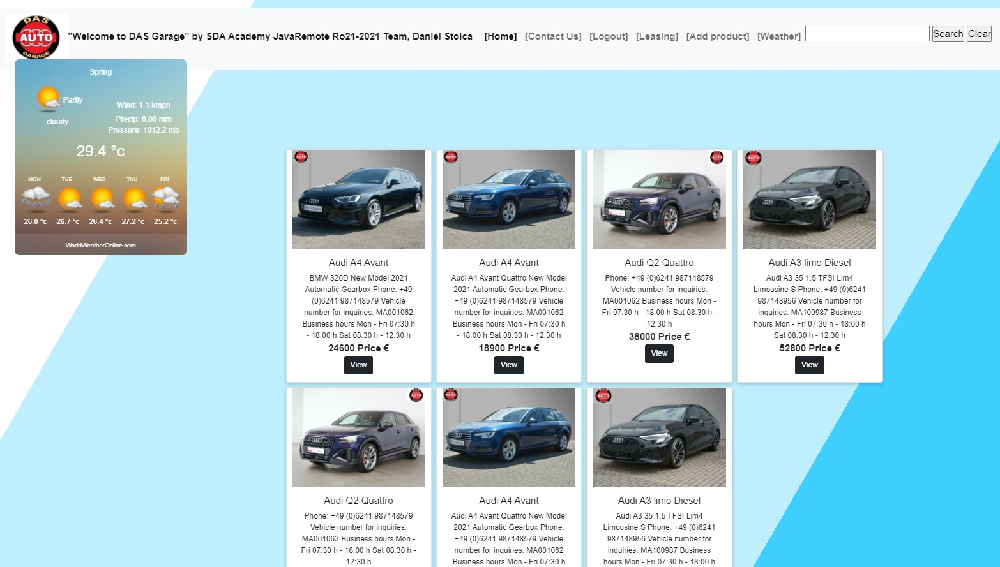 DAS
AUTO
GARAGE
"Welcome to DAS Garage" by SDA Academy JavaRemote Ro21-2021 Team, Daniel Stoica [Home] [Contact Us] [Logout] [Leasing] [Add product] [Weather] Search Clear
Spring
Partly
cloudy
Wind: 1.1 kmph
Precip: 0.00 mm
Pressure: 1012.2 mb
29.4 °c
MON TUE WED THU FRI
26.0 °c 26.7 °c 26.4 °c 27.2 °c 25.2 °c
WorldWeatherOnline.com
Audi A4 Avant
BMW 320D New Model 2021
Automatic Gearbox Phone: +49
(0)6241 987148579 Vehicle
number for inquiries: MA001062
Business hours Mon - Fri 07:30 h
- 18:00 h Sat 08:30 h - 12:30 h
24600 Price €
View
Audi A4 Avant
Audi A4 Avant Quattro New Model
2021 Automatic Gearbox Phone:
+49 (0)6241 987148579 Vehicle
number for inquiries: MA001062
Business hours Mon - Fri 07:30 h
- 18:00 h Sat 08:30 h - 12:30 h
18900 Price €
View
Audi Q2 Quattro
Phone: +49 (0)6241 987148579
Vehicle number for inquiries:
MA001062 Business hours Mon -
Fri 07:30 h - 18:00 h Sat 08:30 h -
12:30 h
38000 Price €
View
Audi A3 limo Diesel
Audi A3 35 1.5 TFSI Lim4
Limousine S Phone: +49 (0)6241
987148956 Vehicle number for
inquiries: MA100987 Business
hours Mon - Fri 07:30 h - 18:00 h
Sat 08:30 h - 12:30 h
52800 Price €
View
Audi Q2 Quattro
Phone: +49 (0)6241 987148579
Vehicle number for inquiries:
MA001062 Business hours Mon -
Fri 07:30 h - 18:00 h Sat 08:30 h -
12:30 h
Audi A4 Avant
Audi A4 Avant Quattro New Model
2021 Automatic Gearbox Phone:
+49 (0)6241 987148579 Vehicle
number for inquiries: MA001062
Business hours Mon - Fri 07:30 h
Audi A3 limo Diesel
Audi A3 35 1.5 TFSI Lim4
Limousine S Phone: +49 (0)6241
987148956 Vehicle number for
inquiries: MA100987 Business
hours Mon - Fri 07:30 h - 18:00 h